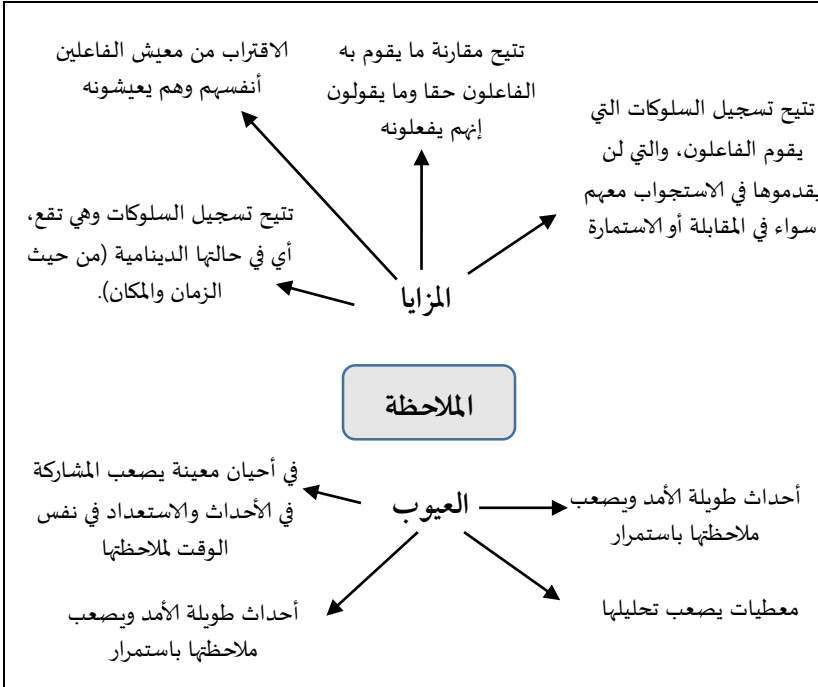 تتيح تسجيل السلوكات التي
يقوم الفاعلون، والتي لن
يقدموها في الاستجواب معهم
سواء في المقابلة أو الاستمارة
تتيح مقارنة ما يقوم به
الفاعلون حقا وما يقولون
إنهم يفعلونه
الاقتراب من معيش الفاعلين
أنفسهم وهم يعيشونه
تتيح تسجيل السلوكات وهي تقع،
أي في حالتها الدينامية (من حيث
الزمان والمكان).
المزايا
الملاحظة
العيوب
أحداث طويلة الأمد ويصعب
ملاحظتها باستمرار
في أحيان معينة يصعب المشاركة
في الأحداث والاستعداد في نفس
الوقت لملاحظتها
معطيات يصعب تحليلها
أحداث طويلة الأمد ويصعب
ملاحظتها باستمرار